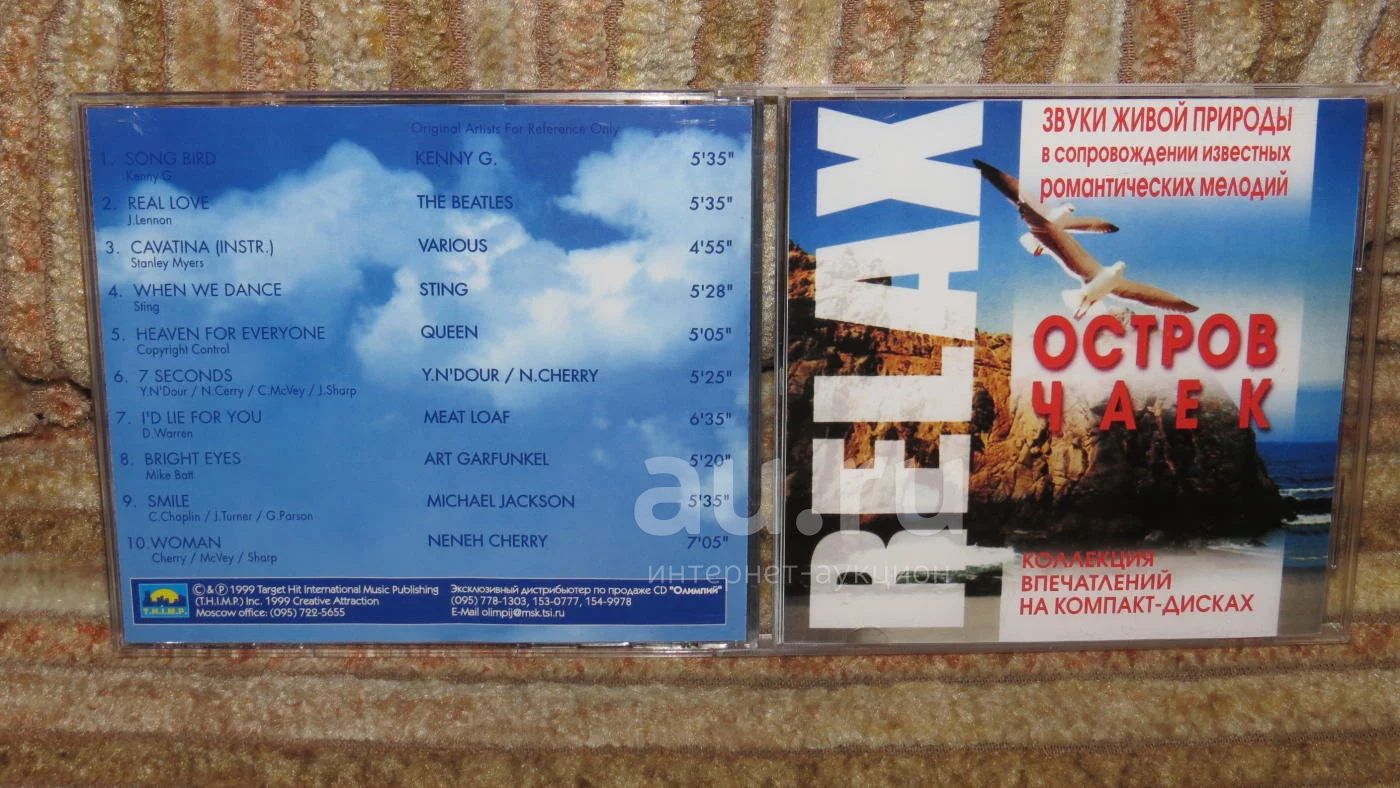 Original Artists For Reference Only
1. SONG BIRD KENNY G. 5'35"
Kenny G
2. REAL LOVE THE BEATLES 5'35"
J.Lennon
3. CAVATINA (INSTR.) VARIOUS 4'55"
Stanley Myers
4. WHEN WE DANCE STING 5'28"
Sting
5. HEAVEN FOR EVERYONE QUEEN 5'05"
Copyright Control
6. 7 SECONDS Y.N'DOUR / N.CHERRY 5'25"
Y.N'Dour / N.Cerry / C.McVey / J.Sharp
7. I'D LIE FOR YOU MEAT LOAF 6'35"
D.Warren
8. BRIGHT EYES ART GARFUNKEL 5'20"
Mike Batt
9. SMILE MICHAEL JACKSON 5'35"
C.Chaplin / J.Turner / G.Parson
10.WOMAN NENEH CHERRY 7'05"
Cherry / McVey / Sharp
T.H.I.M.P.
© & ℗ 1999 Target Hit International Music Publishing
(T.H.I.M.P.) Inc. 1999 Creative Attraction
Moscow office: (095) 722-5655
Эксклюзивный дистрибьютер по продаже CD "Олимпий"
(095) 778-1303, 153-0777, 154-9978
E-Mail olimpij@msk.tsi.ru
RELAX
ЗВУКИ ЖИВОЙ ПРИРОДЫ
В СОПРОВОЖДЕНИИ ИЗВЕСТНЫХ
РОМАНТИЧЕСКИХ МЕЛОДИЙ
ОСТРОВ
ЧАЕК
КОЛЛЕКЦИЯ
ВПЕЧАТЛЕНИЙ
НА КОМПАКТ-ДИСКАХ
au.ru
интернет-аукцион